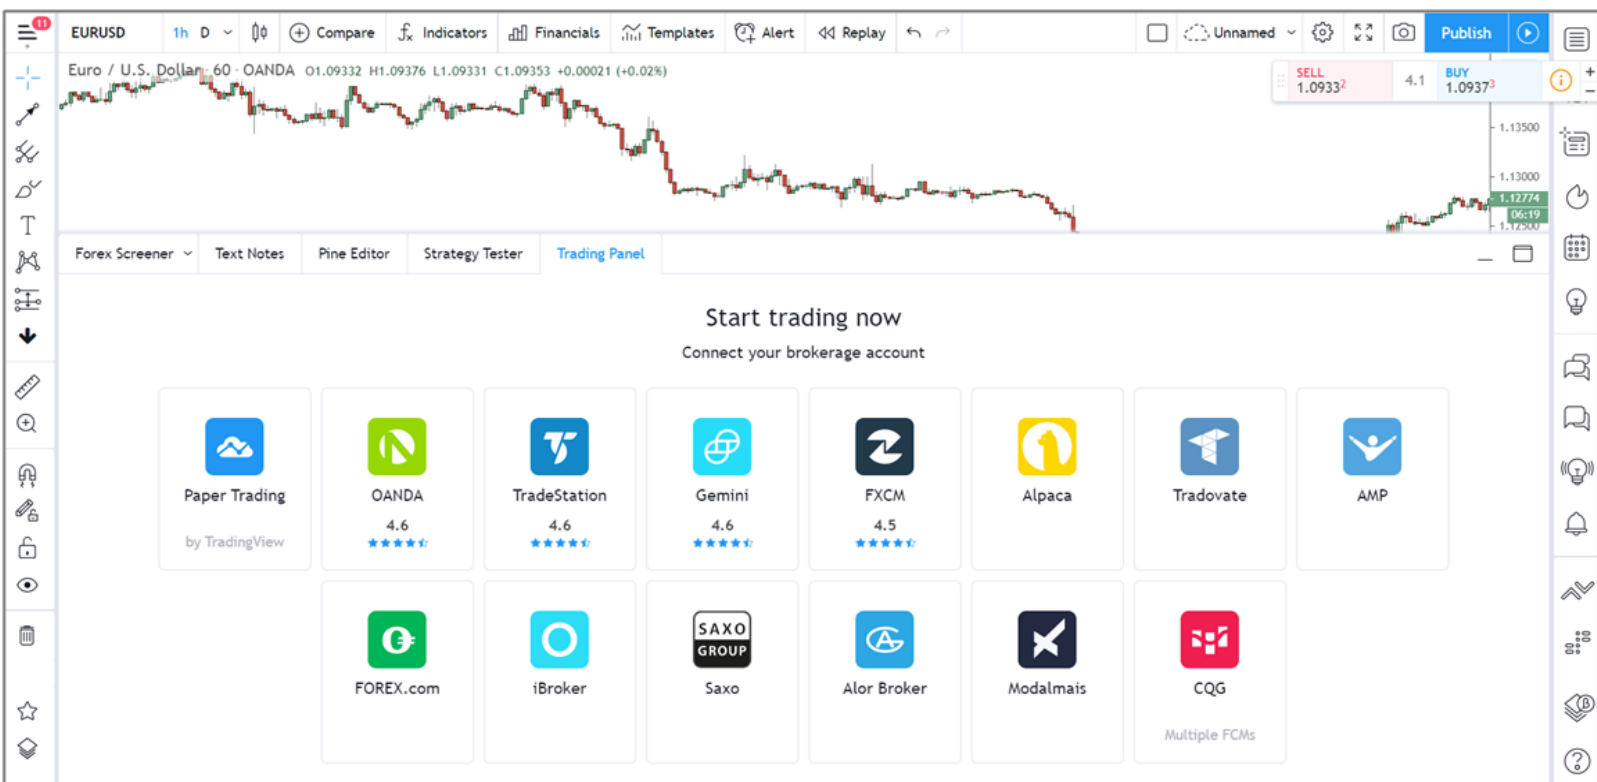 11
EURUSD 1h D Compare Indicators Financials Templates Alert Replay Unnamed Publish
Euro / U.S. Dollar · 60 · OANDA O1.09332 H1.09376 L1.09331 C1.09353 +0.00021 (+0.02%)
SELL
1.09332
4.1
BUY
1.09373
1.13500
1.13000
1.12774
06:19
1.12500
Forex Screener Text Notes Pine Editor Strategy Tester Trading Panel
Start trading now
Connect your brokerage account
Paper Trading OANDA TradeStation Gemini FXCM Alpaca Tradovate AMP
4.6 4.6 4.6 4.5
by TradingView
SAXO
GROUP
FOREX.com iBroker Saxo Alor Broker Modalmais CQG
Multiple FCMs